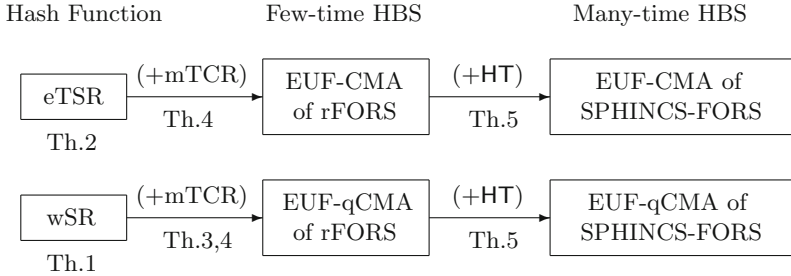 Hash Function Few-time HBS Many-time HBS
eTSR (+mTCR) EUF-CMA of rFORS (+HT) EUF-CMA of SPHINCS-FORS
Th.2 Th.4 Th.5
wSR (+mTCR) EUF-qCMA of rFORS (+HT) EUF-qCMA of SPHINCS-FORS
Th.1 Th.3,4 Th.5